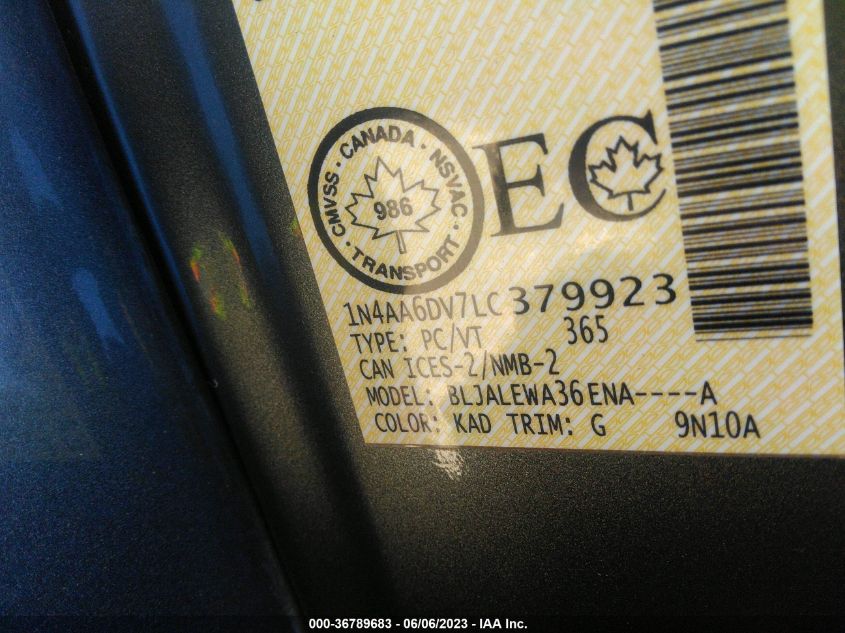 CMVSS · CANADA · NSVAC · TRANSPORT ·
986
EC
1N4AA6DV7LC379923
TYPE: PC/VT 365
CAN ICES-2/NMB-2
MODEL: BLJALEWA36ENA----A
COLOR: KAD TRIM: G 9N10A
000-36789683 - 06/06/2023 - IAA Inc.